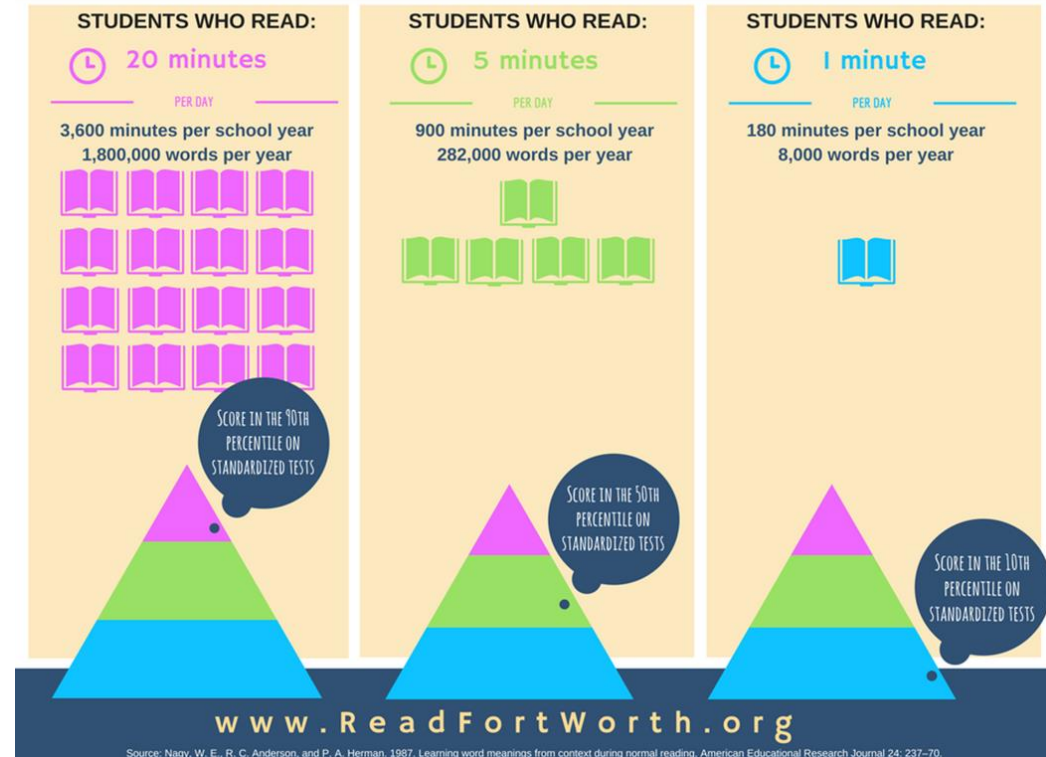 STUDENTS WHO READ:
20 minutes
PER DAY
3,600 minutes per school year
1,800,000 words per year
SCORE IN THE 90TH
PERCENTILE ON
STANDARDIZED TESTS
STUDENTS WHO READ:
5 minutes
PER DAY
900 minutes per school year
282,000 words per year
SCORE IN THE 50TH
PERCENTILE ON
STANDARDIZED TESTS
STUDENTS WHO READ:
1 minute
PER DAY
180 minutes per school year
8,000 words per year
SCORE IN THE 10TH
PERCENTILE ON
STANDARDIZED TESTS
www.ReadFortWorth.org
Source: Nagy, W. E., R. C. Anderson, and P. A. Herman. 1987. Learning word meanings from context during normal reading. American Educational Research Journal 24: 237–70.